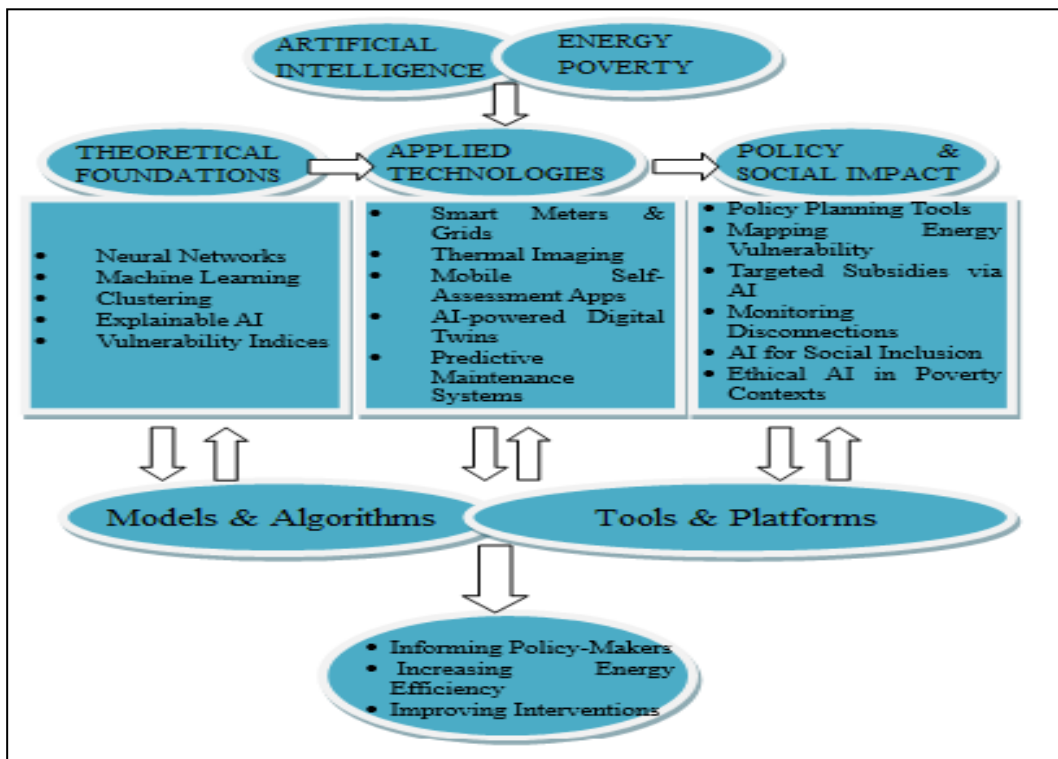 ARTIFICIAL
INTELLIGENCE
ENERGY
POVERTY
THEORETICAL
FOUNDATIONS
APPLIED
TECHNOLOGIES
POLICY &
SOCIAL IMPACT
• Neural Networks
• Machine Learning
• Clustering
• Explainable AI
• Vulnerability Indices
• Smart Meters &
Grids
• Thermal Imaging
• Mobile Self-
Assessment Apps
• AI-powered Digital
Twins
• Predictive
Maintenance
Systems
• Policy Planning Tools
• Mapping Energy
Vulnerability
• Targeted Subsidies via
AI
• Monitoring
Disconnections
• AI for Social Inclusion
• Ethical AI in Poverty
Contexts
Models & Algorithms
Tools & Platforms
• Informing Policy-Makers
• Increasing Energy
Efficiency
• Improving Interventions